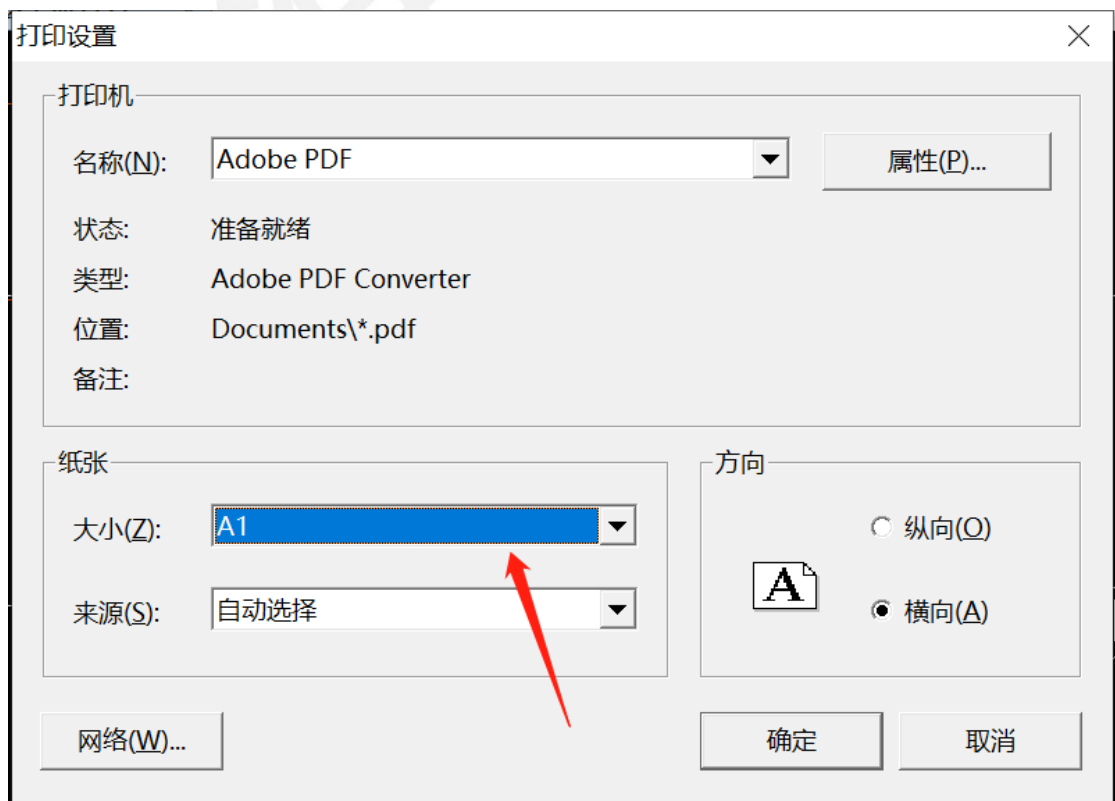 打印设置
打印机
名称(N): Adobe PDF 属性(P)...
状态: 准备就绪
类型: Adobe PDF Converter
位置: Documents\*.pdf
备注:
纸张
大小(Z): A1
来源(S): 自动选择
方向
A
纵向(O)
横向(A)
网络(W)... 确定 取消